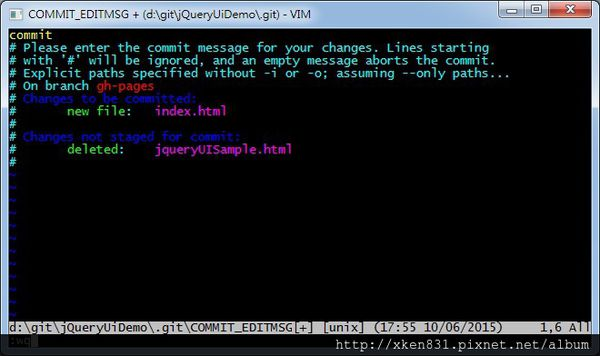 COMMIT_EDITMSG + (d:\git\jQueryUiDemo\.git) - VIM
commit
# Please enter the commit message for your changes. Lines starting
# with '#' will be ignored, and an empty message aborts the commit.
# Explicit paths specified without -i or -o; assuming --only paths...
# On branch gh-pages
# Changes to be committed:
#       new file:   index.html
#
# Changes not staged for commit:
#       deleted:    jqueryUISample.html
#
~
~
~
~
~
~
~
~
~
~
~
d:\git\jQueryUiDemo\.git\COMMIT_EDITMSG[+] [unix] (17:55 10/06/2015) 1,6 All
:wq
http://xken831.pixnet.net/album